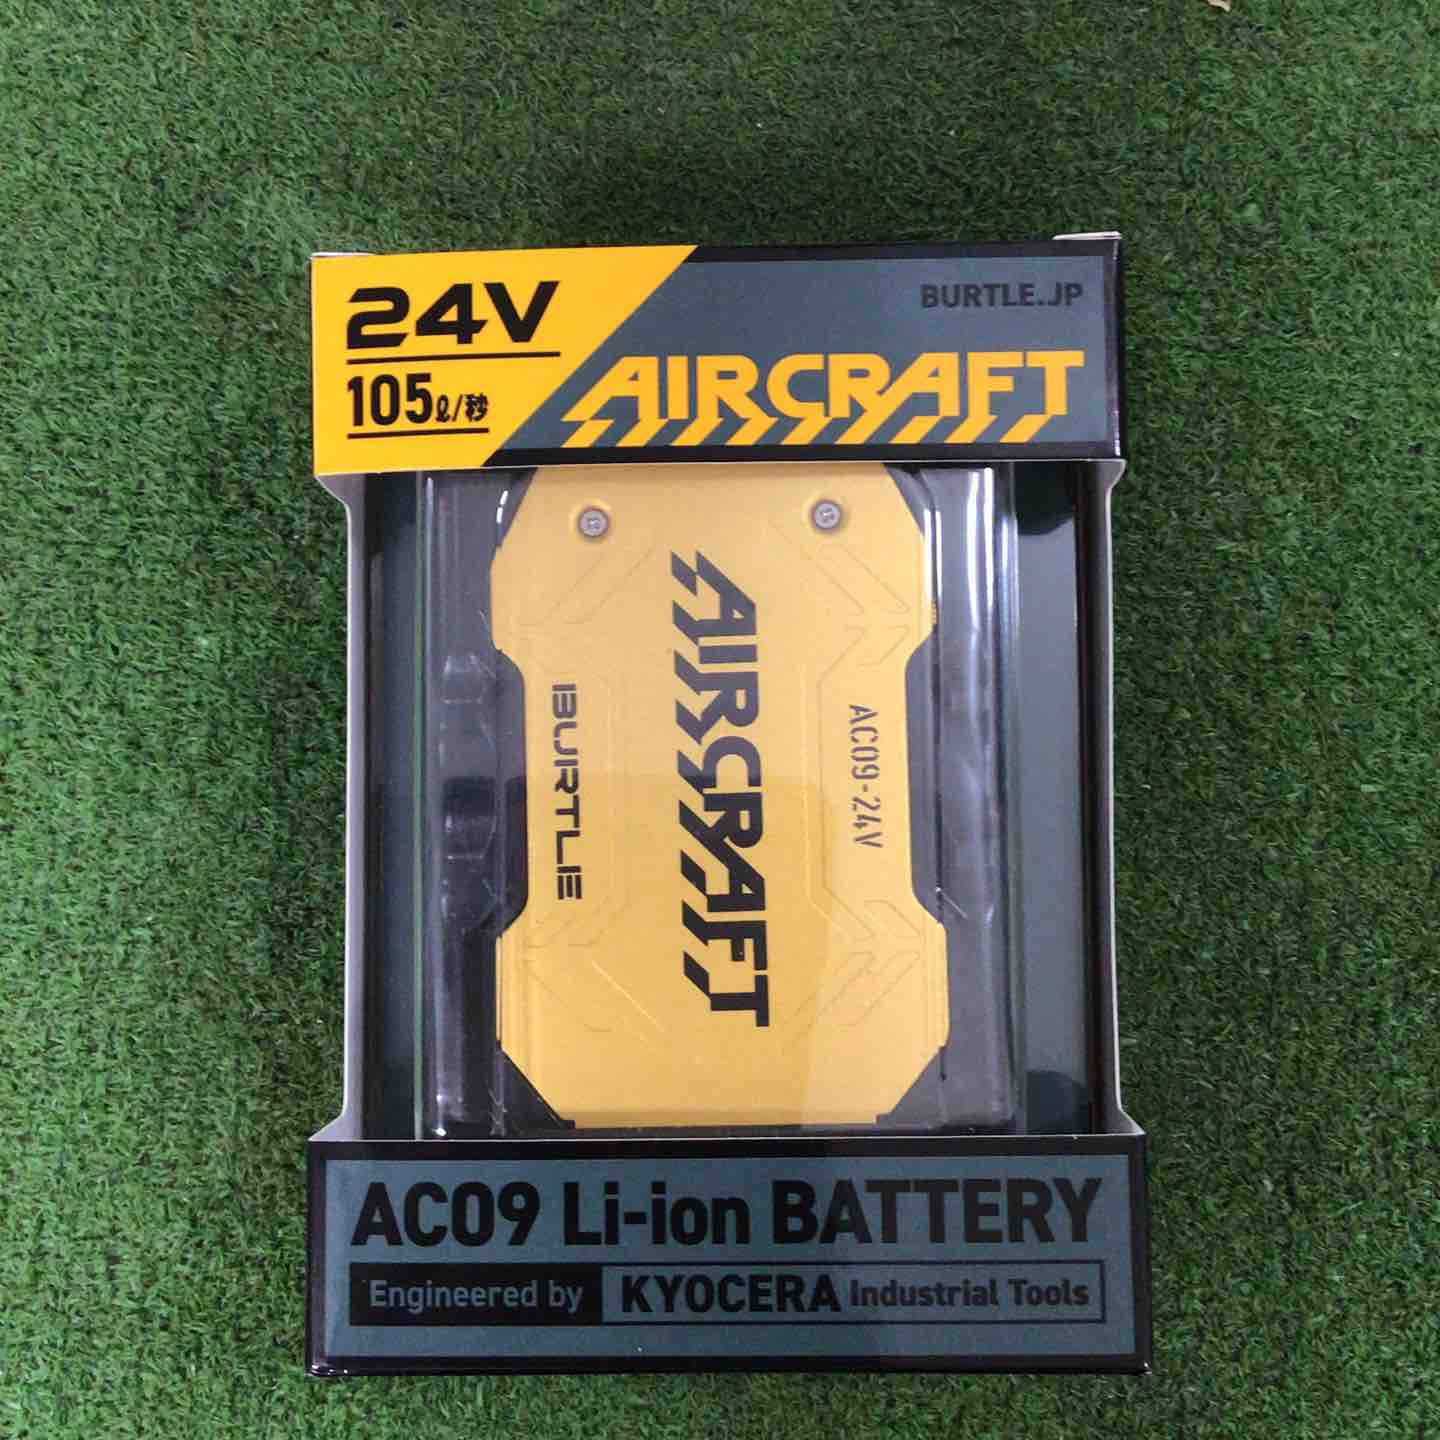 24V
105ℓ/秒
BURTLE.JP
AIRCRAFT
AC09-24V
AIRCRAFT
BURTLE
AC09 Li-ion BATTERY
Engineered by KYOCERA Industrial Tools